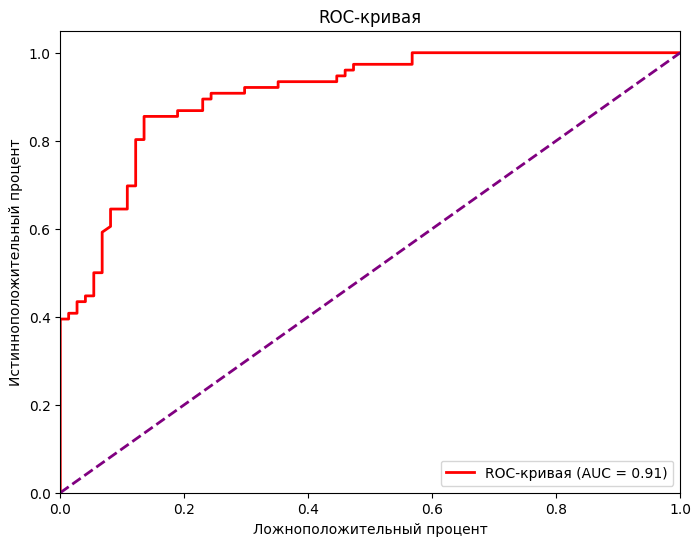 ROC-кривая
Истинноположительный процент
1.0
0.8
0.6
0.4
0.2
0.0
0.0 0.2 0.4 0.6 0.8 1.0
Ложноположительный процент
ROC-кривая (AUC = 0.91)